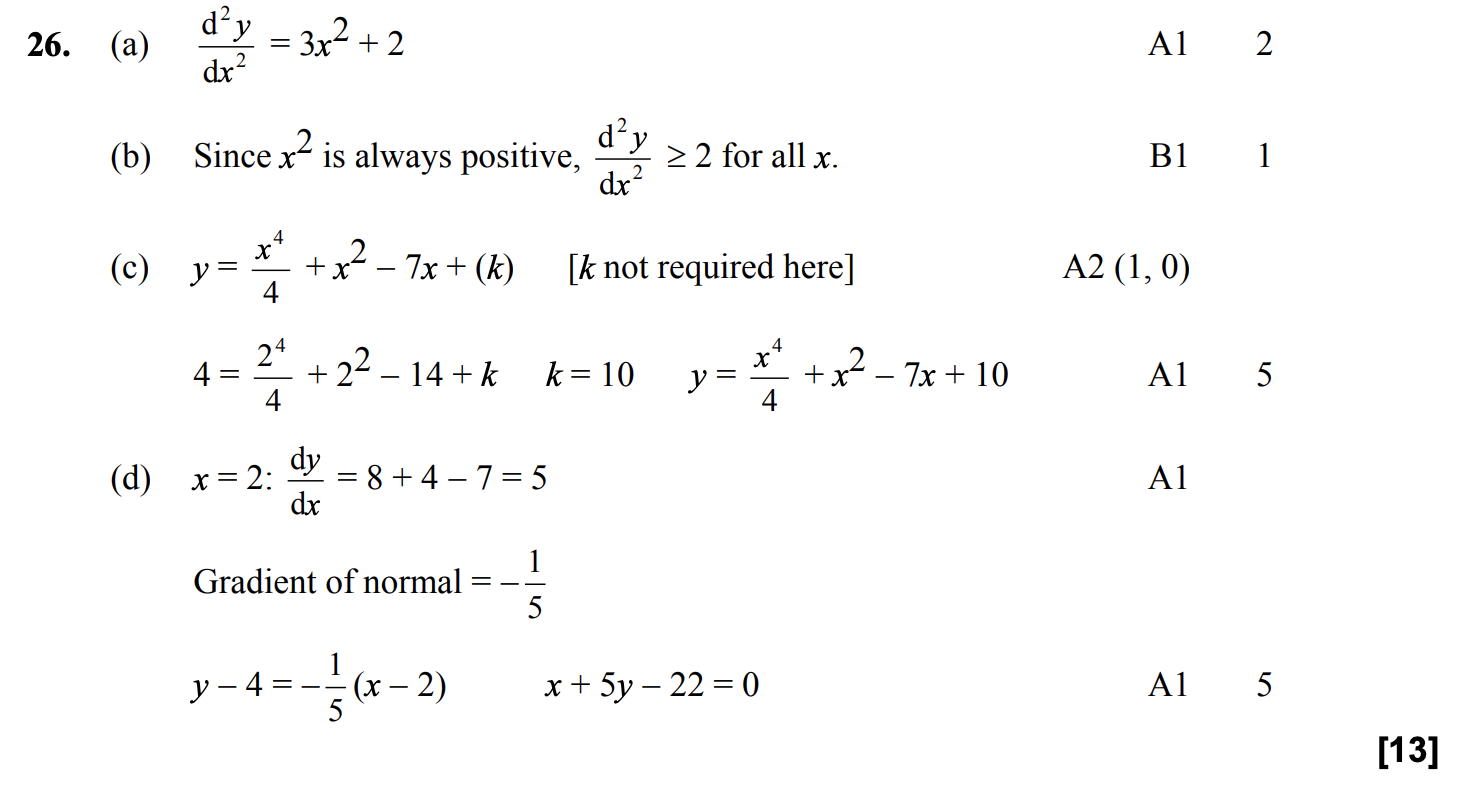 26. (a) d²y/dx² = 3x² + 2 A1 2
(b) Since x² is always positive, d²y/dx² ≥ 2 for all x. B1 1
(c) y = x⁴/4 + x² – 7x + (k) [k not required here] A2 (1, 0)
4 = 2⁴/4 + 2² – 14 + k k = 10 y = x⁴/4 + x² – 7x + 10 A1 5
(d) x = 2: dy/dx = 8 + 4 – 7 = 5 A1
Gradient of normal = –1/5
y – 4 = –1/5(x – 2) x + 5y – 22 = 0 A1 5
[13]